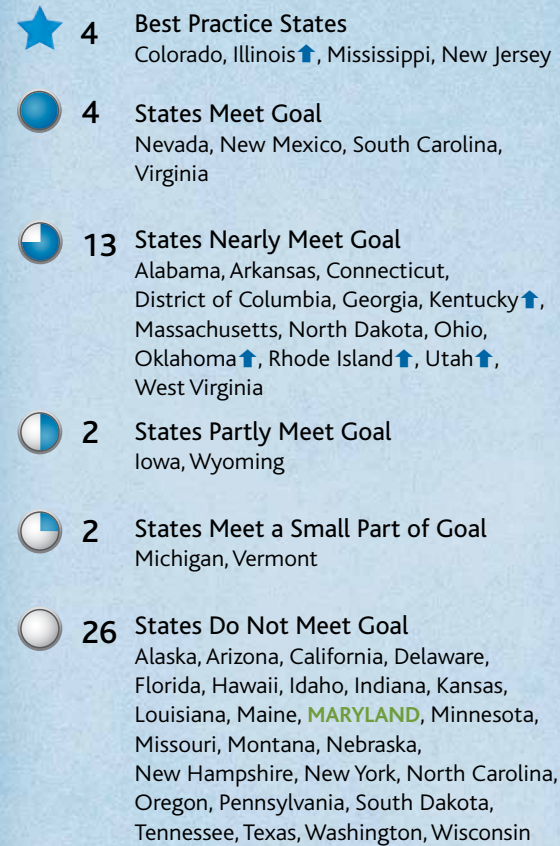 4 Best Practice States
Colorado, Illinois⬆, Mississippi, New Jersey
4 States Meet Goal
Nevada, New Mexico, South Carolina,
Virginia
13 States Nearly Meet Goal
Alabama, Arkansas, Connecticut,
District of Columbia, Georgia, Kentucky⬆,
Massachusetts, North Dakota, Ohio,
Oklahoma⬆, Rhode Island⬆, Utah⬆,
West Virginia
2 States Partly Meet Goal
Iowa, Wyoming
2 States Meet a Small Part of Goal
Michigan, Vermont
26 States Do Not Meet Goal
Alaska, Arizona, California, Delaware,
Florida, Hawaii, Idaho, Indiana, Kansas,
Louisiana, Maine, MARYLAND, Minnesota,
Missouri, Montana, Nebraska,
New Hampshire, New York, North Carolina,
Oregon, Pennsylvania, South Dakota,
Tennessee, Texas, Washington, Wisconsin